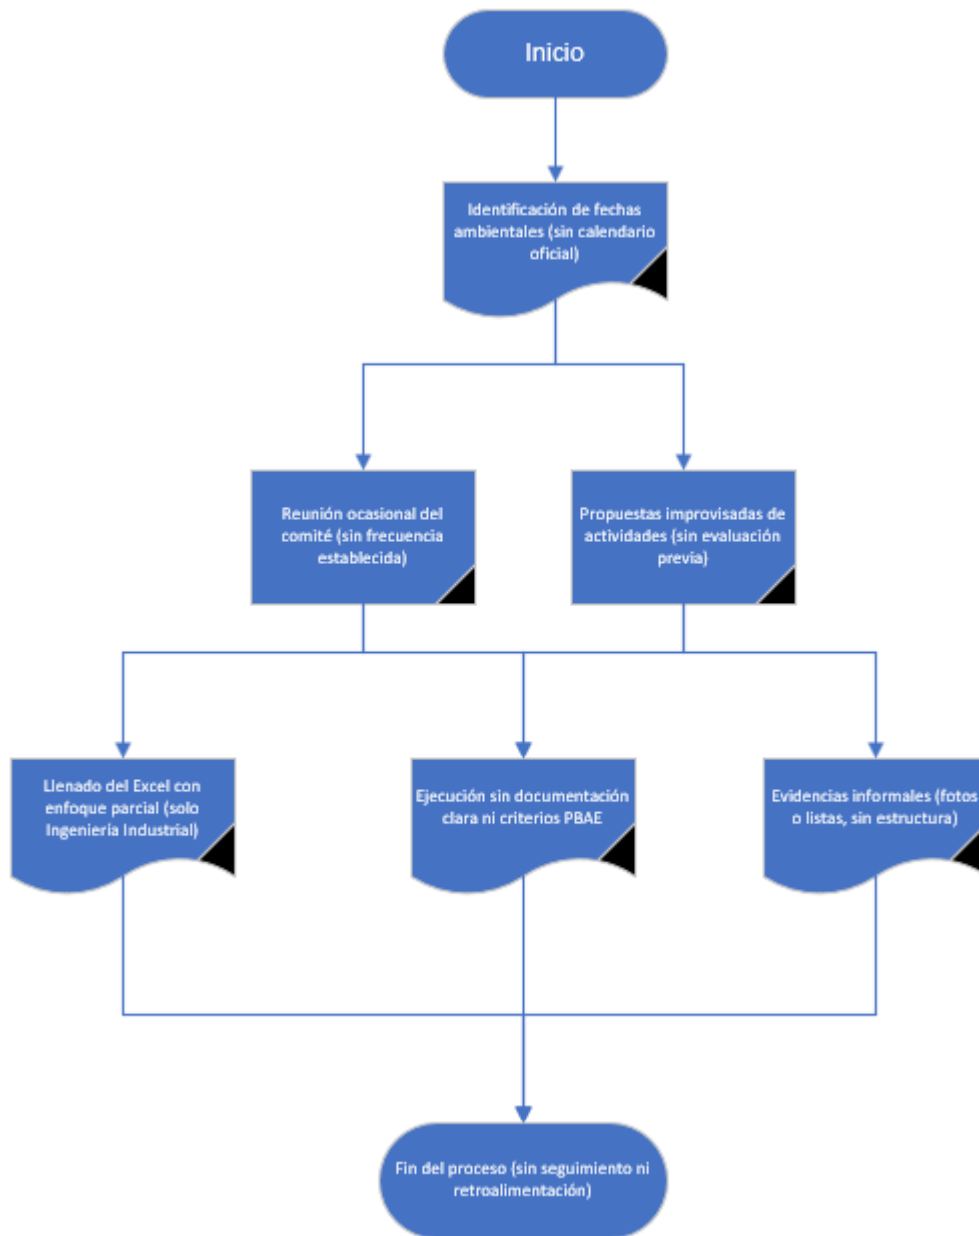 Inicio
Identificación de fechas
ambientales (sin calendario
oficial)
Reunión ocasional del
comité (sin frecuencia
establecida)
Propuestas improvisadas de
actividades (sin evaluación
previa)
Llenado del Excel con
enfoque parcial (solo
Ingeniería Industrial)
Ejecución sin documentación
clara ni criterios PBAE
Evidencias informales (fotos
o listas, sin estructura)
Fin del proceso (sin seguimiento ni
retroalimentación)